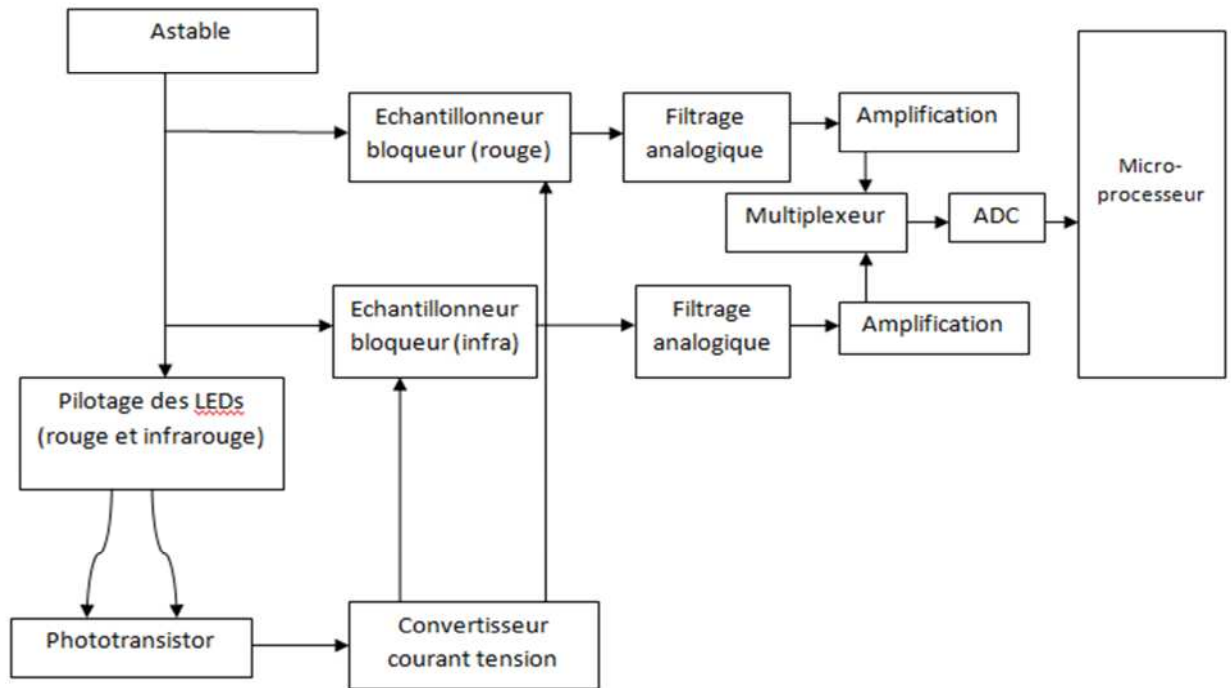 Astable
Echantillonneur
bloqueur (rouge)
Filtrage
analogique
Amplification
Micro-
processeur
Multiplexeur
ADC
Echantillonneur
bloqueur (infra)
Filtrage
analogique
Amplification
Pilotage des LEDs
(rouge et infrarouge)
Phototransistor
Convertisseur
courant tension